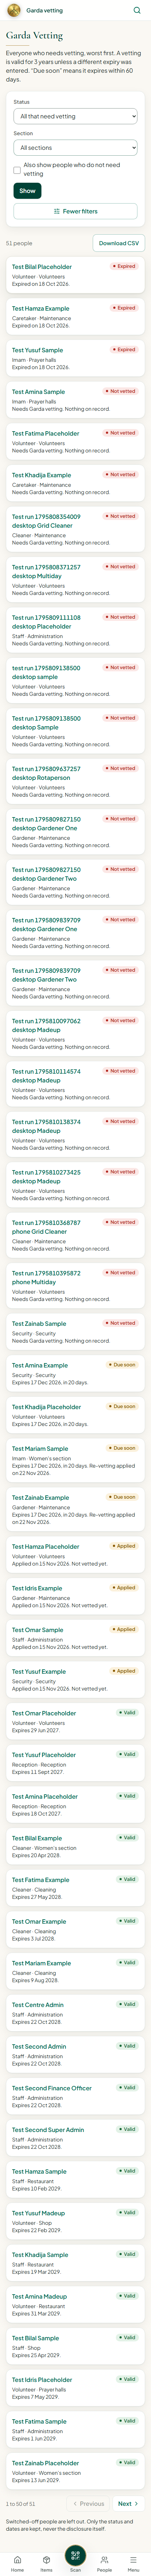 Garda vetting
Garda Vetting
Everyone who needs vetting, worst first. A vetting
is valid for 3 years unless a different expiry was
entered. "Due soon" means it expires within 60
days.
Status
All that need vetting
Section
All sections
Also show people who do not need
vetting
Show
Fewer filters
51 people
Download CSV
Test Bilal Placeholder
Expired
Volunteer · Volunteers
Expired on 18 Oct 2026.
Test Hamza Example
Expired
Caretaker · Maintenance
Expired on 18 Oct 2026.
Test Yusuf Sample
Expired
Imam · Prayer halls
Expired on 18 Oct 2026.
Test Amina Sample
Not vetted
Imam · Prayer halls
Needs Garda vetting. Nothing on record.
Test Fatima Placeholder
Not vetted
Volunteer · Volunteers
Needs Garda vetting. Nothing on record.
Test Khadija Example
Not vetted
Caretaker · Maintenance
Needs Garda vetting. Nothing on record.
Test run 1795808354009
Not vetted
desktop Grid Cleaner
Cleaner · Maintenance
Needs Garda vetting. Nothing on record.
Test run 1795808371257
Not vetted
desktop Multiday
Volunteer · Volunteers
Needs Garda vetting. Nothing on record.
Test run 1795809111108
Not vetted
desktop Placeholder
Staff · Administration
Needs Garda vetting. Nothing on record.
test run 1795809138500
Not vetted
desktop sample
Volunteer · Volunteers
Needs Garda vetting. Nothing on record.
Test run 1795809138500
Not vetted
desktop Sample
Volunteer · Volunteers
Needs Garda vetting. Nothing on record.
Test run 1795809637257
Not vetted
desktop Rotaperson
Volunteer · Volunteers
Needs Garda vetting. Nothing on record.
Test run 1795809827150
Not vetted
desktop Gardener One
Gardener · Maintenance
Needs Garda vetting. Nothing on record.
Test run 1795809827150
Not vetted
desktop Gardener Two
Gardener · Maintenance
Needs Garda vetting. Nothing on record.
Test run 1795809839709
Not vetted
desktop Gardener One
Gardener · Maintenance
Needs Garda vetting. Nothing on record.
Test run 1795809839709
Not vetted
desktop Gardener Two
Gardener · Maintenance
Needs Garda vetting. Nothing on record.
Test run 1795810097062
Not vetted
desktop Madeup
Volunteer · Volunteers
Needs Garda vetting. Nothing on record.
Test run 1795810114574
Not vetted
desktop Madeup
Volunteer · Volunteers
Needs Garda vetting. Nothing on record.
Test run 1795810138374
Not vetted
desktop Madeup
Volunteer · Volunteers
Needs Garda vetting. Nothing on record.
Test run 1795810273425
Not vetted
desktop Madeup
Volunteer · Volunteers
Needs Garda vetting. Nothing on record.
Test run 1795810368787
Not vetted
phone Grid Cleaner
Cleaner · Maintenance
Needs Garda vetting. Nothing on record.
Test run 1795810395872
Not vetted
phone Multiday
Volunteer · Volunteers
Needs Garda vetting. Nothing on record.
Test Zainab Sample
Not vetted
Security · Security
Needs Garda vetting. Nothing on record.
Test Amina Example
Due soon
Security · Security
Expires 17 Dec 2026, in 20 days.
Test Khadija Placeholder
Due soon
Volunteer · Volunteers
Expires 17 Dec 2026, in 20 days.
Test Mariam Sample
Due soon
Imam · Women's section
Expires 17 Dec 2026, in 20 days. Re-vetting applied
on 22 Nov 2026.
Test Zainab Example
Due soon
Gardener · Maintenance
Expires 17 Dec 2026, in 20 days. Re-vetting applied
on 22 Nov 2026.
Test Hamza Placeholder
Applied
Volunteer · Volunteers
Applied on 15 Nov 2026. Not vetted yet.
Test Idris Example
Applied
Gardener · Maintenance
Applied on 15 Nov 2026. Not vetted yet.
Test Omar Sample
Applied
Staff · Administration
Applied on 15 Nov 2026. Not vetted yet.
Test Yusuf Example
Applied
Security · Security
Applied on 15 Nov 2026. Not vetted yet.
Test Omar Placeholder
Valid
Volunteer · Volunteers
Expires 29 Jun 2027.
Test Yusuf Placeholder
Valid
Reception · Reception
Expires 11 Sept 2027.
Test Amina Placeholder
Valid
Reception · Reception
Expires 18 Oct 2027.
Test Bilal Example
Valid
Cleaner · Women's section
Expires 20 Apr 2028.
Test Fatima Example
Valid
Cleaner · Cleaning
Expires 27 May 2028.
Test Omar Example
Valid
Cleaner · Cleaning
Expires 3 Jul 2028.
Test Mariam Example
Valid
Cleaner · Cleaning
Expires 9 Aug 2028.
Test Centre Admin
Valid
Staff · Administration
Expires 22 Oct 2028.
Test Second Admin
Valid
Staff · Administration
Expires 22 Oct 2028.
Test Second Finance Officer
Valid
Staff · Administration
Expires 22 Oct 2028.
Test Second Super Admin
Valid
Staff · Administration
Expires 22 Oct 2028.
Test Hamza Sample
Valid
Staff · Restaurant
Expires 10 Feb 2029.
Test Yusuf Madeup
Valid
Volunteer · Shop
Expires 22 Feb 2029.
Test Khadija Sample
Valid
Staff · Restaurant
Expires 19 Mar 2029.
Test Amina Madeup
Valid
Volunteer · Restaurant
Expires 31 Mar 2029.
Test Bilal Sample
Valid
Staff · Shop
Expires 25 Apr 2029.
Test Idris Placeholder
Valid
Volunteer · Prayer halls
Expires 7 May 2029.
Test Fatima Sample
Valid
Staff · Administration
Expires 1 Jun 2029.
Test Zainab Placeholder
Valid
Volunteer · Women's section
Expires 13 Jun 2029.
1 to 50 of 51
Previous
Next
Switched-off people are left out. Only the status and
dates are kept, never the disclosure itself.
Home
Items
Scan
People
Menu